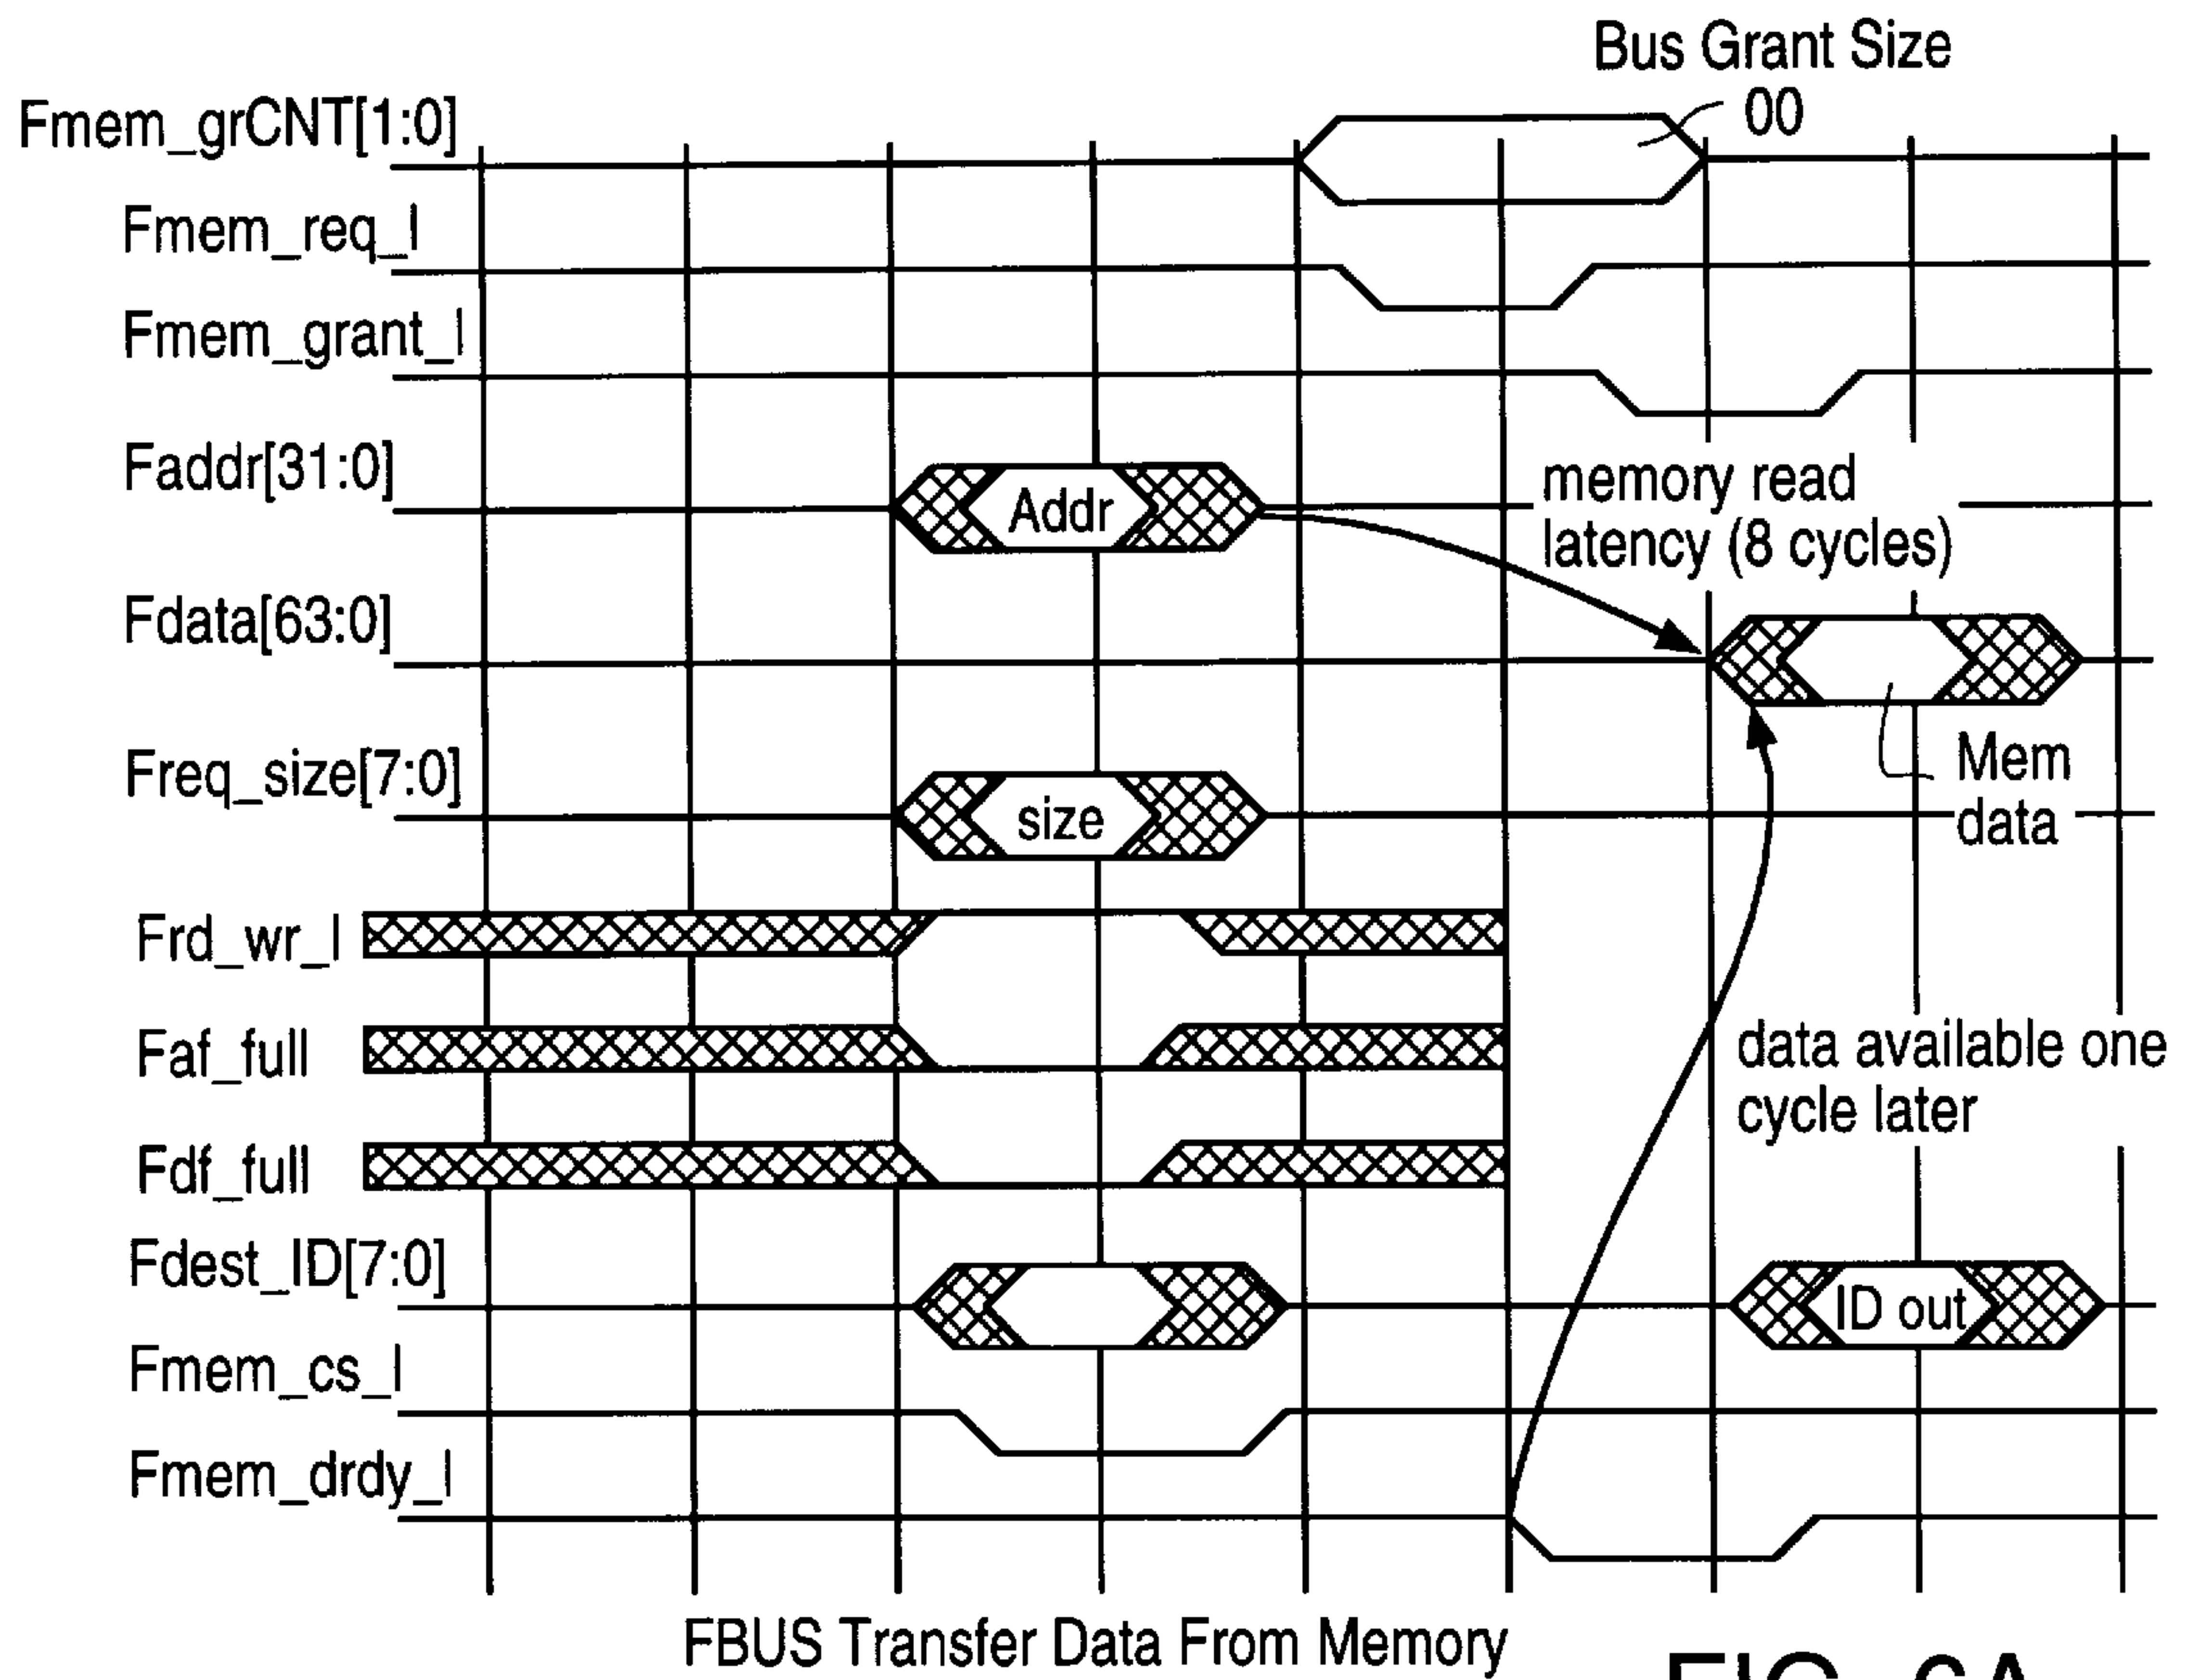 Bus Grant Size
00
Fmem_grCNT[1:0]
Fmem_req_l
Fmem_grant_l
Faddr[31:0]
Addr
memory read
latency (8 cycles)
Fdata[63:0]
Mem
data
Freq_size[7:0]
size
Frd_wr_l
Faf_full
data available one
cycle later
Fdf_full
Fdest_ID[7:0]
ID out
Fmem_cs_l
Fmem_drdy_l
FBUS Transfer Data From Memory